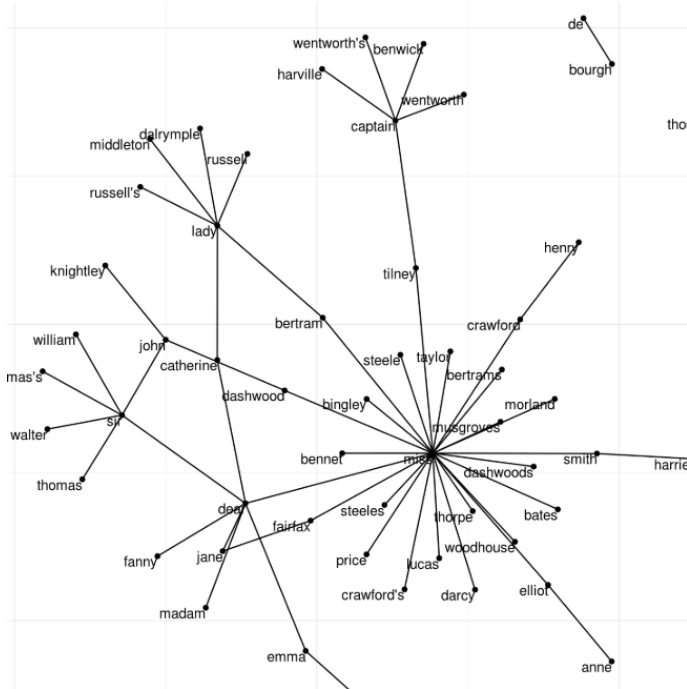 de
wentworth's
benwick
bourgh
harville
wentworth
captain
tho
dalrymple
middleton
russell
russell's
lady
henry
knightley
tilney
bertram
crawford
william
john
taylor
steele
catherine
bertrams
mas's
dashwood
bingley
morland
sir
musgroves
walter
bennet
miss
smith
harrie
dashwoods
thomas
dear
steeles
thorpe
bates
fairfax
woodhouse
fanny
jane
price
lucas
crawford's
darcy
elliot
madam
emma
anne